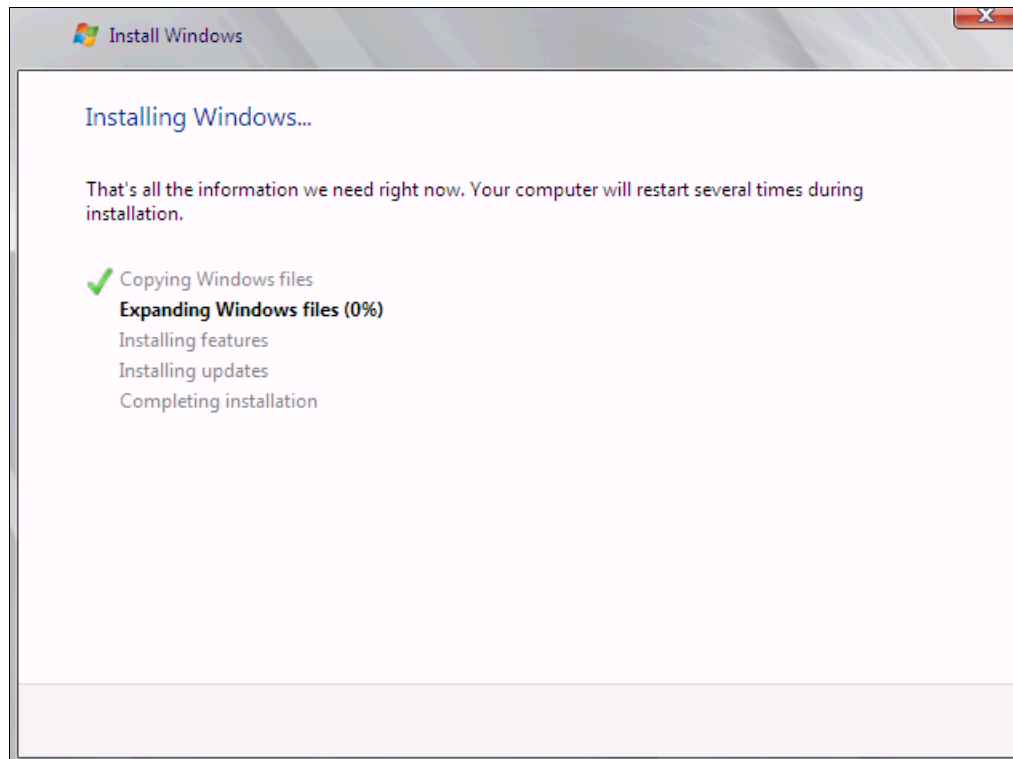 Install Windows
Installing Windows...
That's all the information we need right now. Your computer will restart several times during
installation.
Copying Windows files
Expanding Windows files (0%)
Installing features
Installing updates
Completing installation